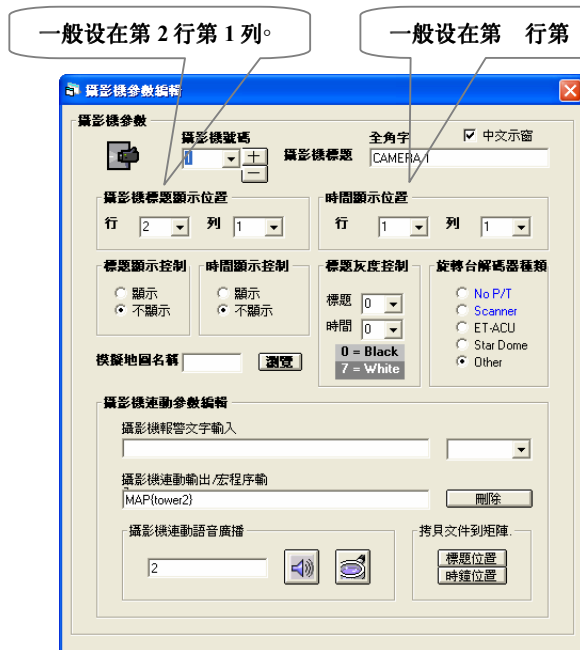 一般设在第 2 行第 1 列。
一般设在第 行第
攝影機參數編輯
攝影機參數
攝影機號碼
全角字
中文示窗
1
攝影機標題
CAMERA 1
攝影機標題顯示位置
時間顯示位置
行 2 列 1
行 1 列 1
標題顯示控制
時間顯示控制
標題灰度控制
旋转台解碼器種類
顯示
不顯示
顯示
不顯示
標題 0
時間 0
0 = Black
7 = White
No P/T
Scanner
ET-ACU
Star Dome
Other
模擬地圖名稱
瀏覽
攝影機連動參數編輯
攝影機報警文字輸入
攝影機連動輸出/宏程序輸
MAP{tower2}
刪除
攝影機連動語音廣播
2
拷貝文件到矩陣.
標題位置
時鐘位置